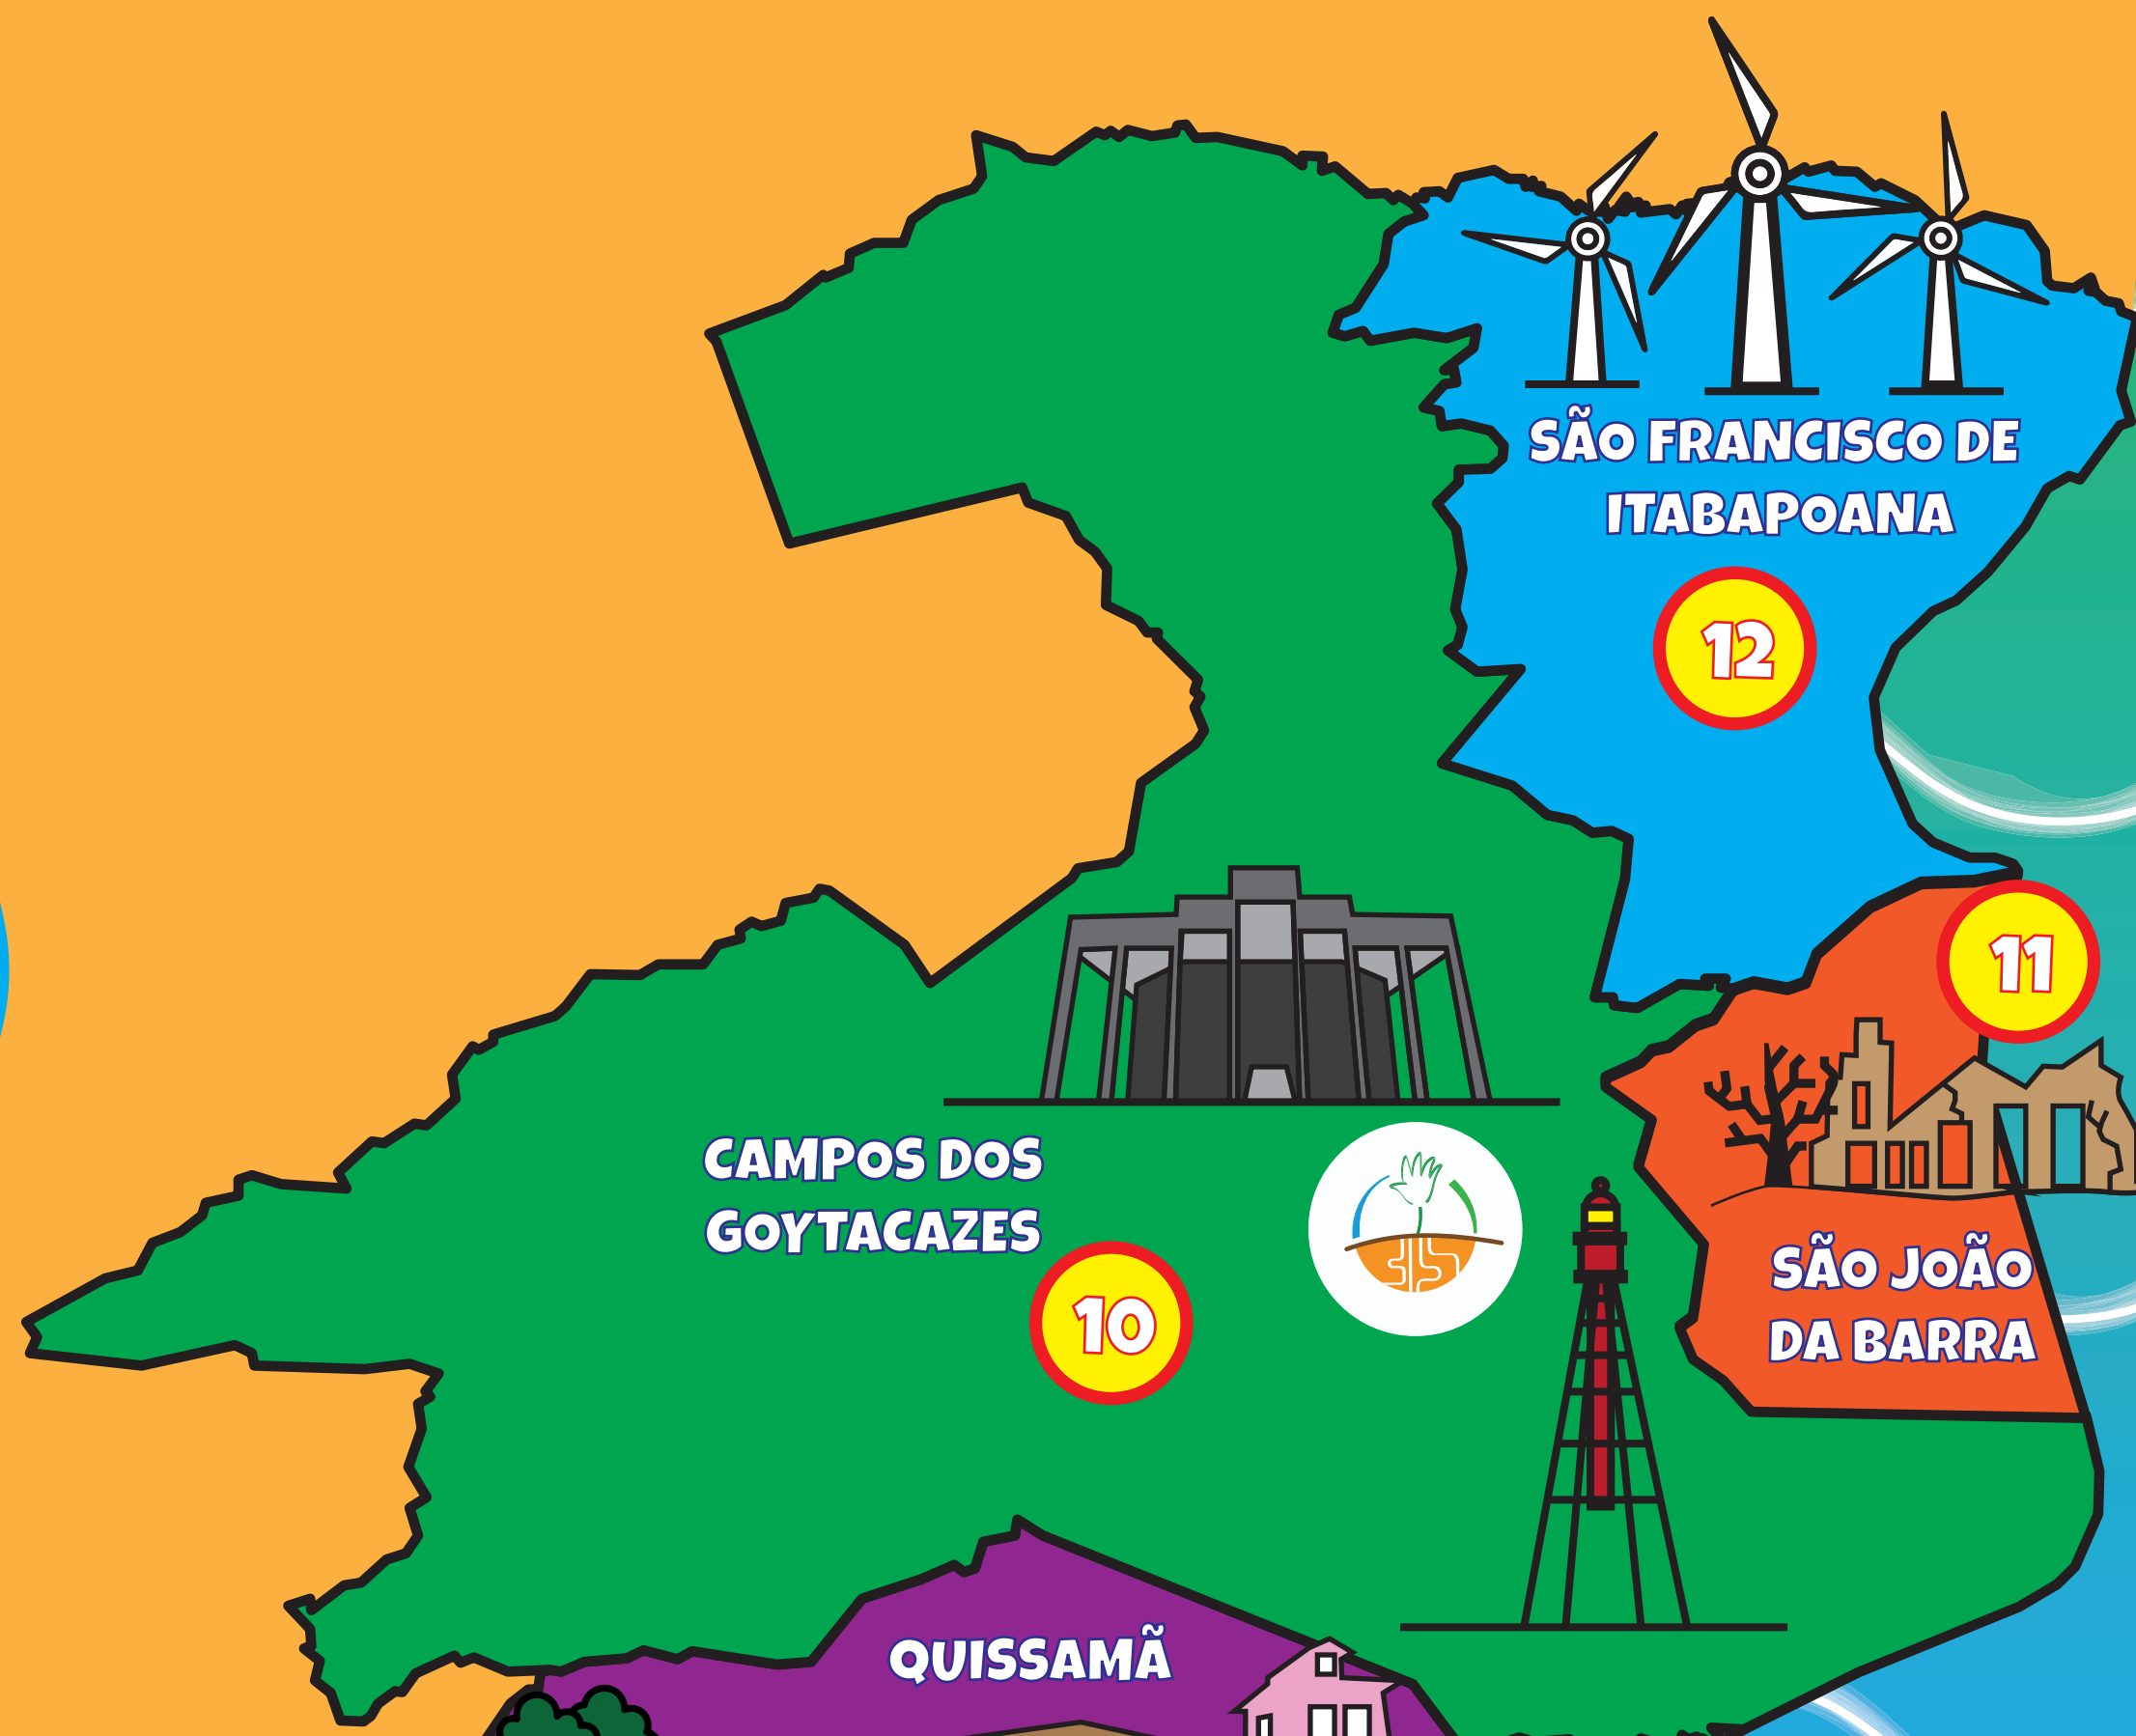 SÃO FRANCISCO DE
ITABAPOANA
12
11
CAMPOS DOS
GOYTACAZES
10
SÃO JOÃO
DA BARRA
QUISSAMÃ